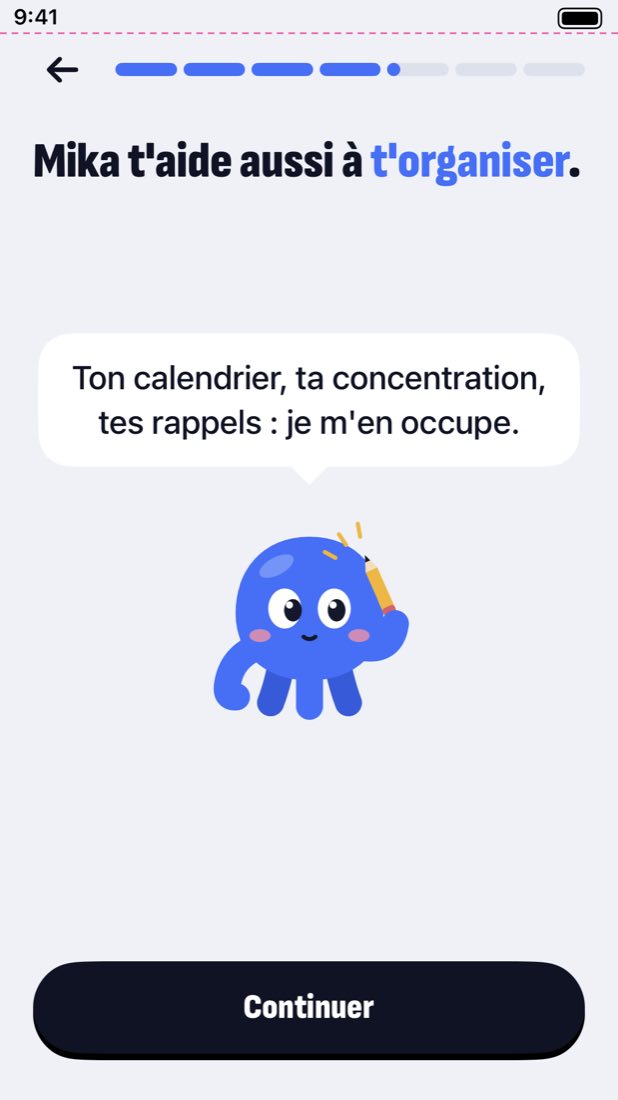 9:41
Mika t'aide aussi à t'organiser.
Ton calendrier, ta concentration,
tes rappels : je m'en occupe.
Continuer